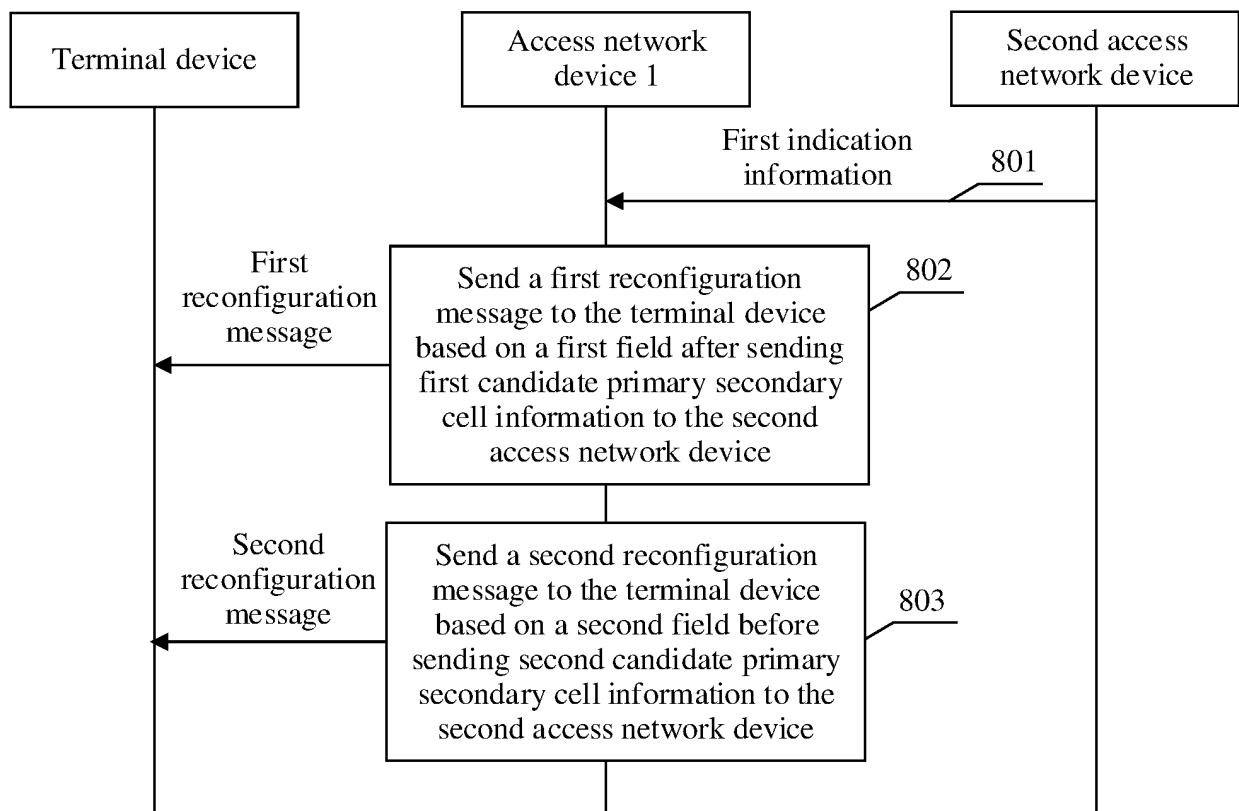 Terminal device
Access network
device 1
Second access
network device
First indication
information
801
First
reconfiguration
message
Send a first reconfiguration
message to the terminal device
based on a first field after sending
first candidate primary secondary
cell information to the second
access network device
802
Second
reconfiguration
message
Send a second reconfiguration
message to the terminal device
based on a second field before
sending second candidate primary
secondary cell information to the
second access network device
803